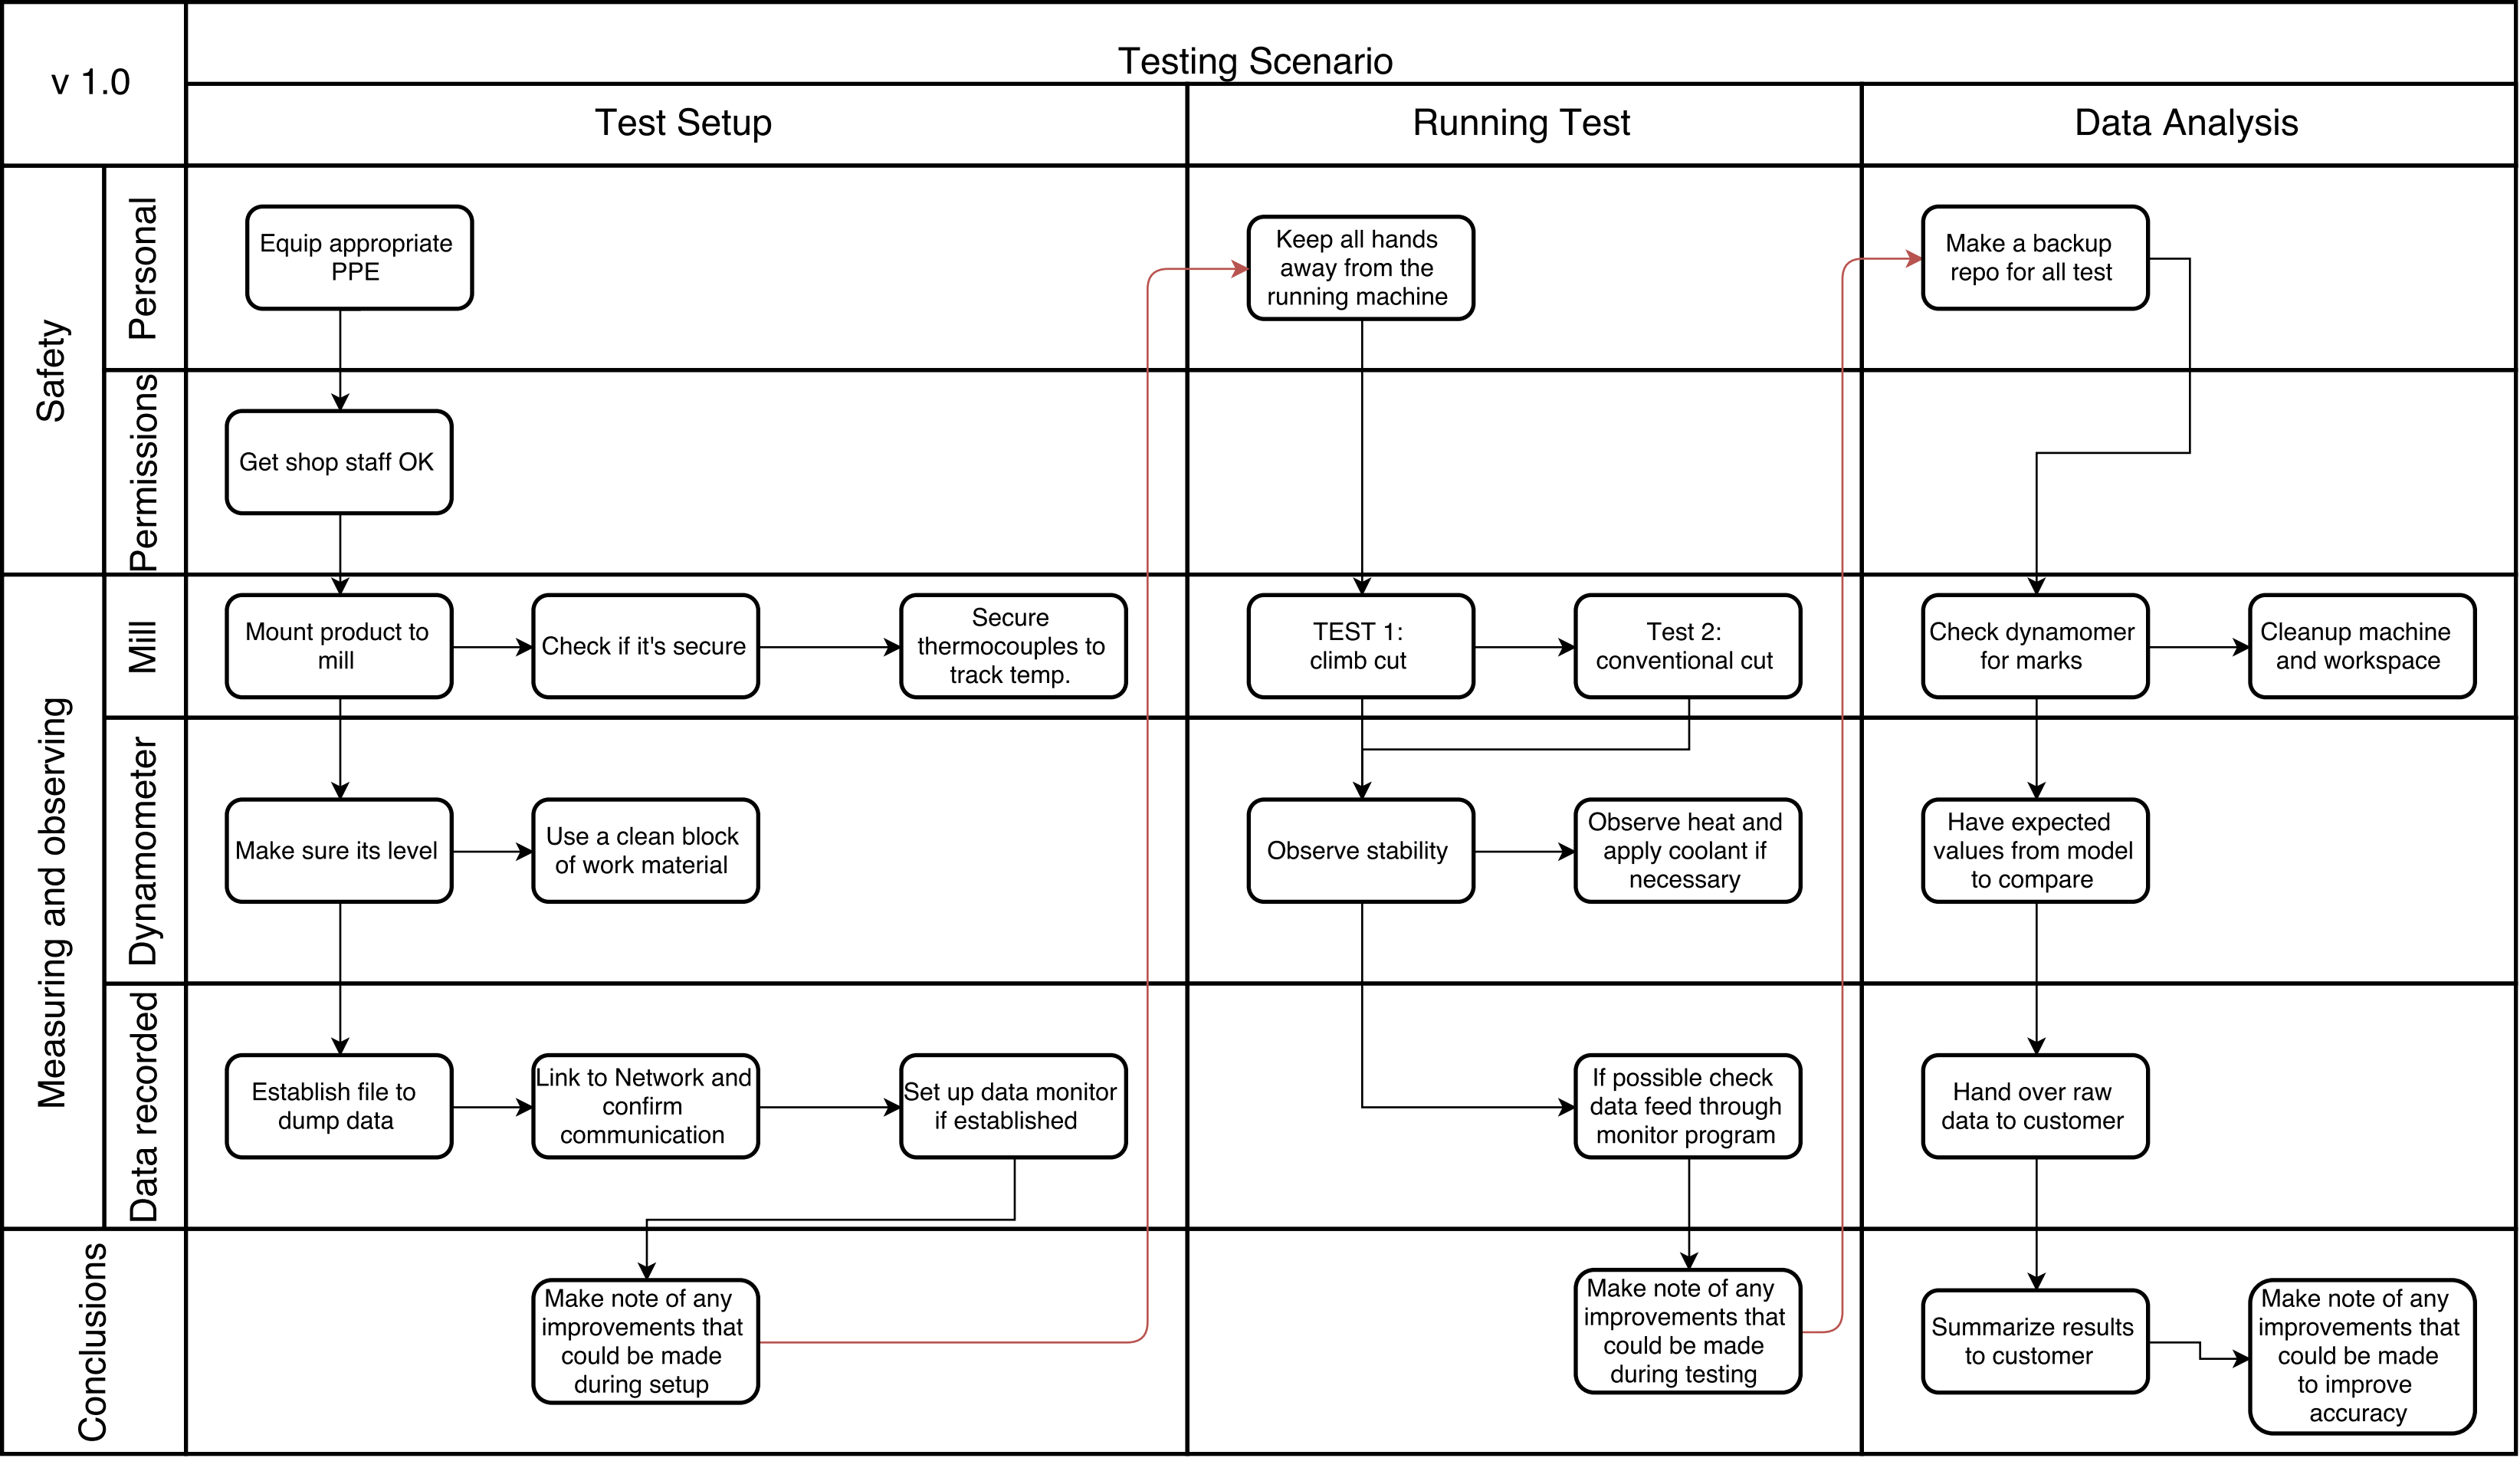 v 1.0
Testing Scenario
Test Setup
Running Test
Data Analysis
Safety
Personal
Equip appropriate
PPE
Keep all hands
away from the
running machine
Make a backup
repo for all test
Permissions
Get shop staff OK
Measuring and observing
Mill
Mount product to
mill
Check if it's secure
Secure
thermocouples to
track temp.
TEST 1:
climb cut
Test 2:
conventional cut
Check dynamomer
for marks
Cleanup machine
and workspace
Dynamometer
Make sure its level
Use a clean block
of work material
Observe stability
Observe heat and
apply coolant if
necessary
Have expected
values from model
to compare
Data recorded
Establish file to
dump data
Link to Network and
confirm
communication
Set up data monitor
if established
If possible check
data feed through
monitor program
Hand over raw
data to customer
Conclusions
Make note of any
improvements that
could be made
during setup
Make note of any
improvements that
could be made
during testing
Summarize results
to customer
Make note of any
improvements that
could be made
to improve
accuracy